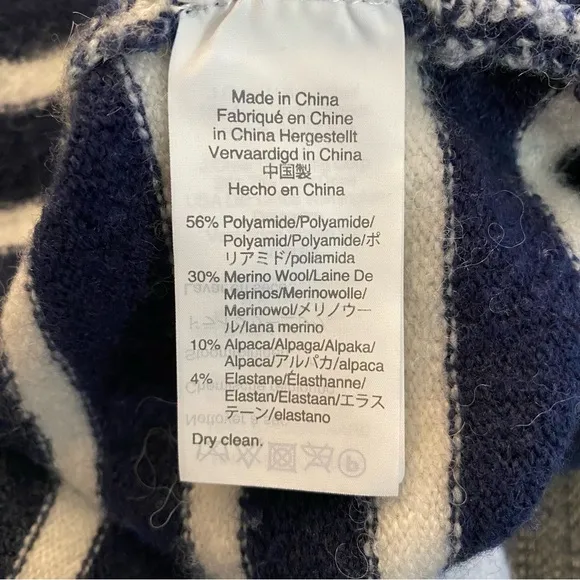 Made in China
Fabriqué en Chine
in China Hergestellt
Vervaardigd in China
中国製
Hecho en China
56% Polyamide/Polyamide/
Polyamid/Polyamide/ポ
リアミド/poliamida
30% Merino Wool/Laine De
Merinos/Merinowolle/
Merinowol/メリノウー
ル/lana merino
10% Alpaca/Alpaga/Alpaka/
Alpaca/アルパカ/alpaca
4% Elastane/Élasthanne/
Elastan/Elastaan/エラス
テーン/elastano
Dry clean.